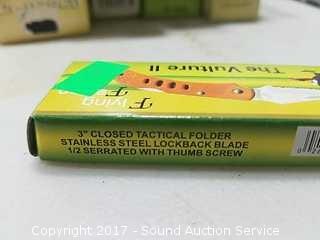 The Vulture II
Flying
3" CLOSED TACTICAL FOLDER
STAINLESS STEEL LOCKBACK BLADE
1/2 SERRATED WITH THUMB SCREW
Copyright 2017 - Sound Auction Service